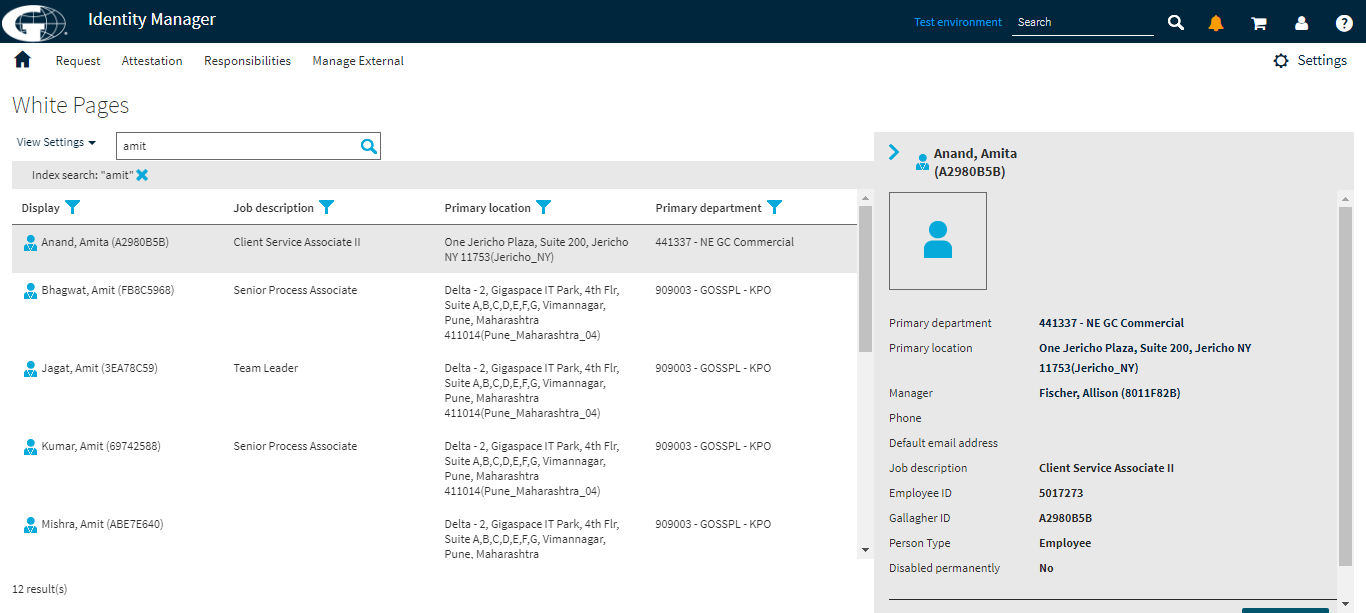 Identity Manager
Test environment
Search
Request
Attestation
Responsibilities
Manage External
Settings
White Pages
View Settings
amit
Index search: "amit"
Display
Job description
Primary location
Primary department
Anand, Amita (A2980B5B)
Client Service Associate II
One Jericho Plaza, Suite 200, Jericho
NY 11753(Jericho_NY)
441337 - NE GC Commercial
Bhagwat, Amit (FB8C5968)
Senior Process Associate
Delta - 2, Gigaspace IT Park, 4th Flr,
Suite A,B,C,D,E,F,G, Vimannagar,
Pune, Maharashtra
411014(Pune_Maharashtra_04)
909003 - GOSSPL - KPO
Jagat, Amit (3EA78C59)
Team Leader
Delta - 2, Gigaspace IT Park, 4th Flr,
Suite A,B,C,D,E,F,G, Vimannagar,
Pune, Maharashtra
411014(Pune_Maharashtra_04)
909003 - GOSSPL - KPO
Kumar, Amit (69742588)
Senior Process Associate
Delta - 2, Gigaspace IT Park, 4th Flr,
Suite A,B,C,D,E,F,G, Vimannagar,
Pune, Maharashtra
411014(Pune_Maharashtra_04)
909003 - GOSSPL - KPO
Mishra, Amit (ABE7E640)
Delta - 2, Gigaspace IT Park, 4th Flr,
Suite A,B,C,D,E,F,G, Vimannagar,
Pune, Maharashtra
909003 - GOSSPL - KPO
12 result(s)
Anand, Amita
(A2980B5B)
Primary department
441337 - NE GC Commercial
Primary location
One Jericho Plaza, Suite 200, Jericho NY
11753(Jericho_NY)
Manager
Fischer, Allison (8011F82B)
Phone
Default email address
Job description
Client Service Associate II
Employee ID
5017273
Gallagher ID
A2980B5B
Person Type
Employee
Disabled permanently
No